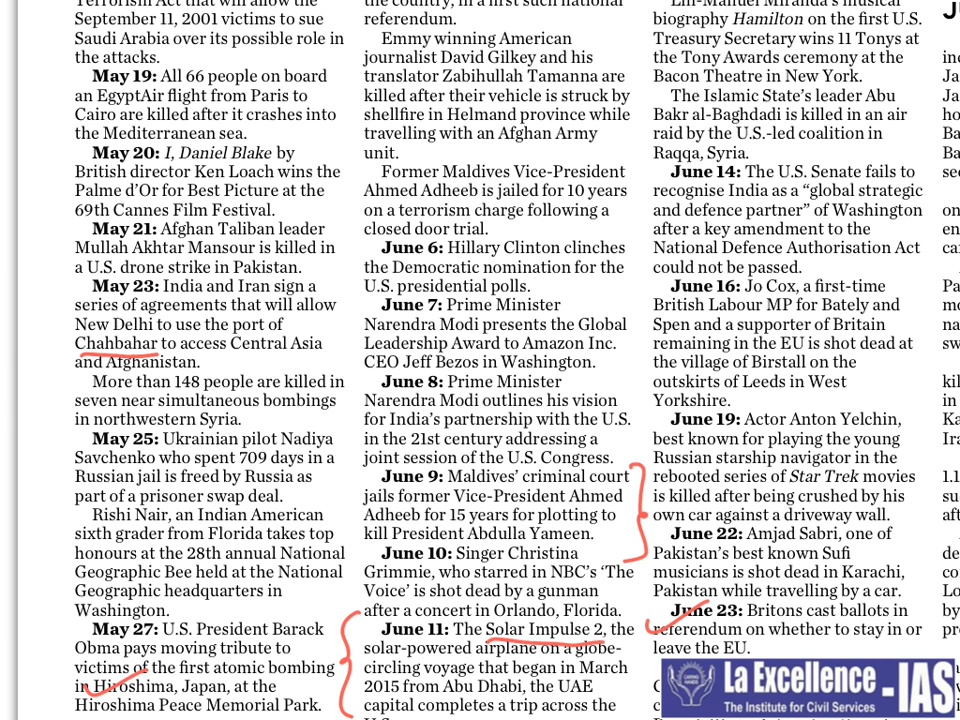 Terrorism Act that will allow the
September 11, 2001 victims to sue
Saudi Arabia over its possible role in
the attacks.
May 19: All 66 people on board
an EgyptAir flight from Paris to
Cairo are killed after it crashes into
the Mediterranean sea.
May 20: I, Daniel Blake by
British director Ken Loach wins the
Palme d’Or for Best Picture at the
69th Cannes Film Festival.
May 21: Afghan Taliban leader
Mullah Akhtar Mansour is killed in
a U.S. drone strike in Pakistan.
May 23: India and Iran sign a
series of agreements that will allow
New Delhi to use the port of
Chahbahar to access Central Asia
and Afghanistan.
More than 148 people are killed in
seven near simultaneous bombings
in northwestern Syria.
May 25: Ukrainian pilot Nadiya
Savchenko who spent 709 days in a
Russian jail is freed by Russia as
part of a prisoner swap deal.
Rishi Nair, an Indian American
sixth grader from Florida takes top
honours at the 28th annual National
Geographic Bee held at the National
Geographic headquarters in
Washington.
May 27: U.S. President Barack
Obma pays moving tribute to
victims of the first atomic bombing
in Hiroshima, Japan, at the
Hiroshima Peace Memorial Park.
the country, in a first such national
referendum.
Emmy winning American
journalist David Gilkey and his
translator Zabihullah Tamanna are
killed after their vehicle is struck by
shellfire in Helmand province while
travelling with an Afghan Army
unit.
Former Maldives Vice-President
Ahmed Adheeb is jailed for 10 years
on a terrorism charge following a
closed door trial.
June 6: Hillary Clinton clinches
the Democratic nomination for the
U.S. presidential polls.
June 7: Prime Minister
Narendra Modi presents the Global
Leadership Award to Amazon Inc.
CEO Jeff Bezos in Washington.
June 8: Prime Minister
Narendra Modi outlines his vision
for India’s partnership with the U.S.
in the 21st century addressing a
joint session of the U.S. Congress.
June 9: Maldives’ criminal court
jails former Vice-President Ahmed
Adheeb for 15 years for plotting to
kill President Abdulla Yameen.
June 10: Singer Christina
Grimmie, who starred in NBC’s ‘The
Voice’ is shot dead by a gunman
after a concert in Orlando, Florida.
June 11: The Solar Impulse 2, the
solar-powered airplane on a globe-
circling voyage that began in March
2015 from Abu Dhabi, the UAE
capital completes a trip across the
Lin-Manuel Miranda’s musical
biography Hamilton on the first U.S.
Treasury Secretary wins 11 Tonys at
the Tony Awards ceremony at the
Bacon Theatre in New York.
The Islamic State’s leader Abu
Bakr al-Baghdadi is killed in an air
raid by the U.S.-led coalition in
Raqqa, Syria.
June 14: The U.S. Senate fails to
recognise India as a “global strategic
and defence partner” of Washington
after a key amendment to the
National Defence Authorisation Act
could not be passed.
June 16: Jo Cox, a first-time
British Labour MP for Bately and
Spen and a supporter of Britain
remaining in the EU is shot dead at
the village of Birstall on the
outskirts of Leeds in West
Yorkshire.
June 19: Actor Anton Yelchin,
best known for playing the young
Russian starship navigator in the
rebooted series of Star Trek movies
is killed after being crushed by his
own car against a driveway wall.
June 22: Amjad Sabri, one of
Pakistan’s best known Sufi
musicians is shot dead in Karachi,
Pakistan while travelling by a car.
June 23: Britons cast ballots in
referendum on whether to stay in or
leave the EU.
La Excellence - IAS
The Institute for Civil Services